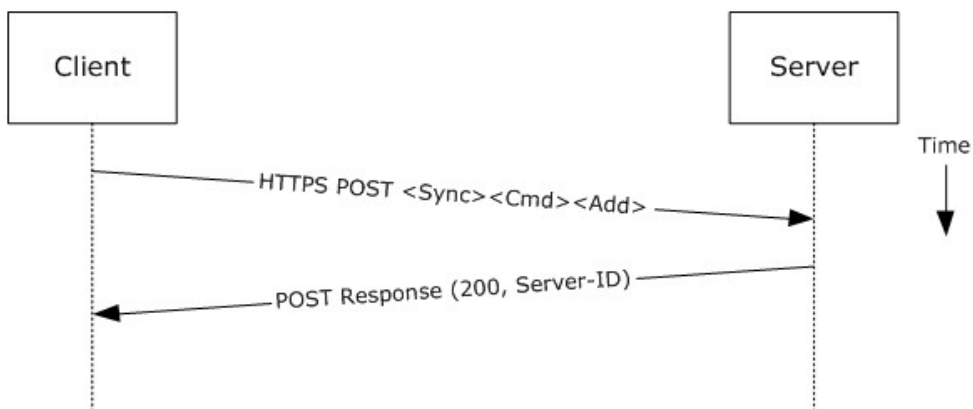 Client
Server
Time
HTTPS POST <Sync><Cmd><Add>
POST Response (200, Server-ID)